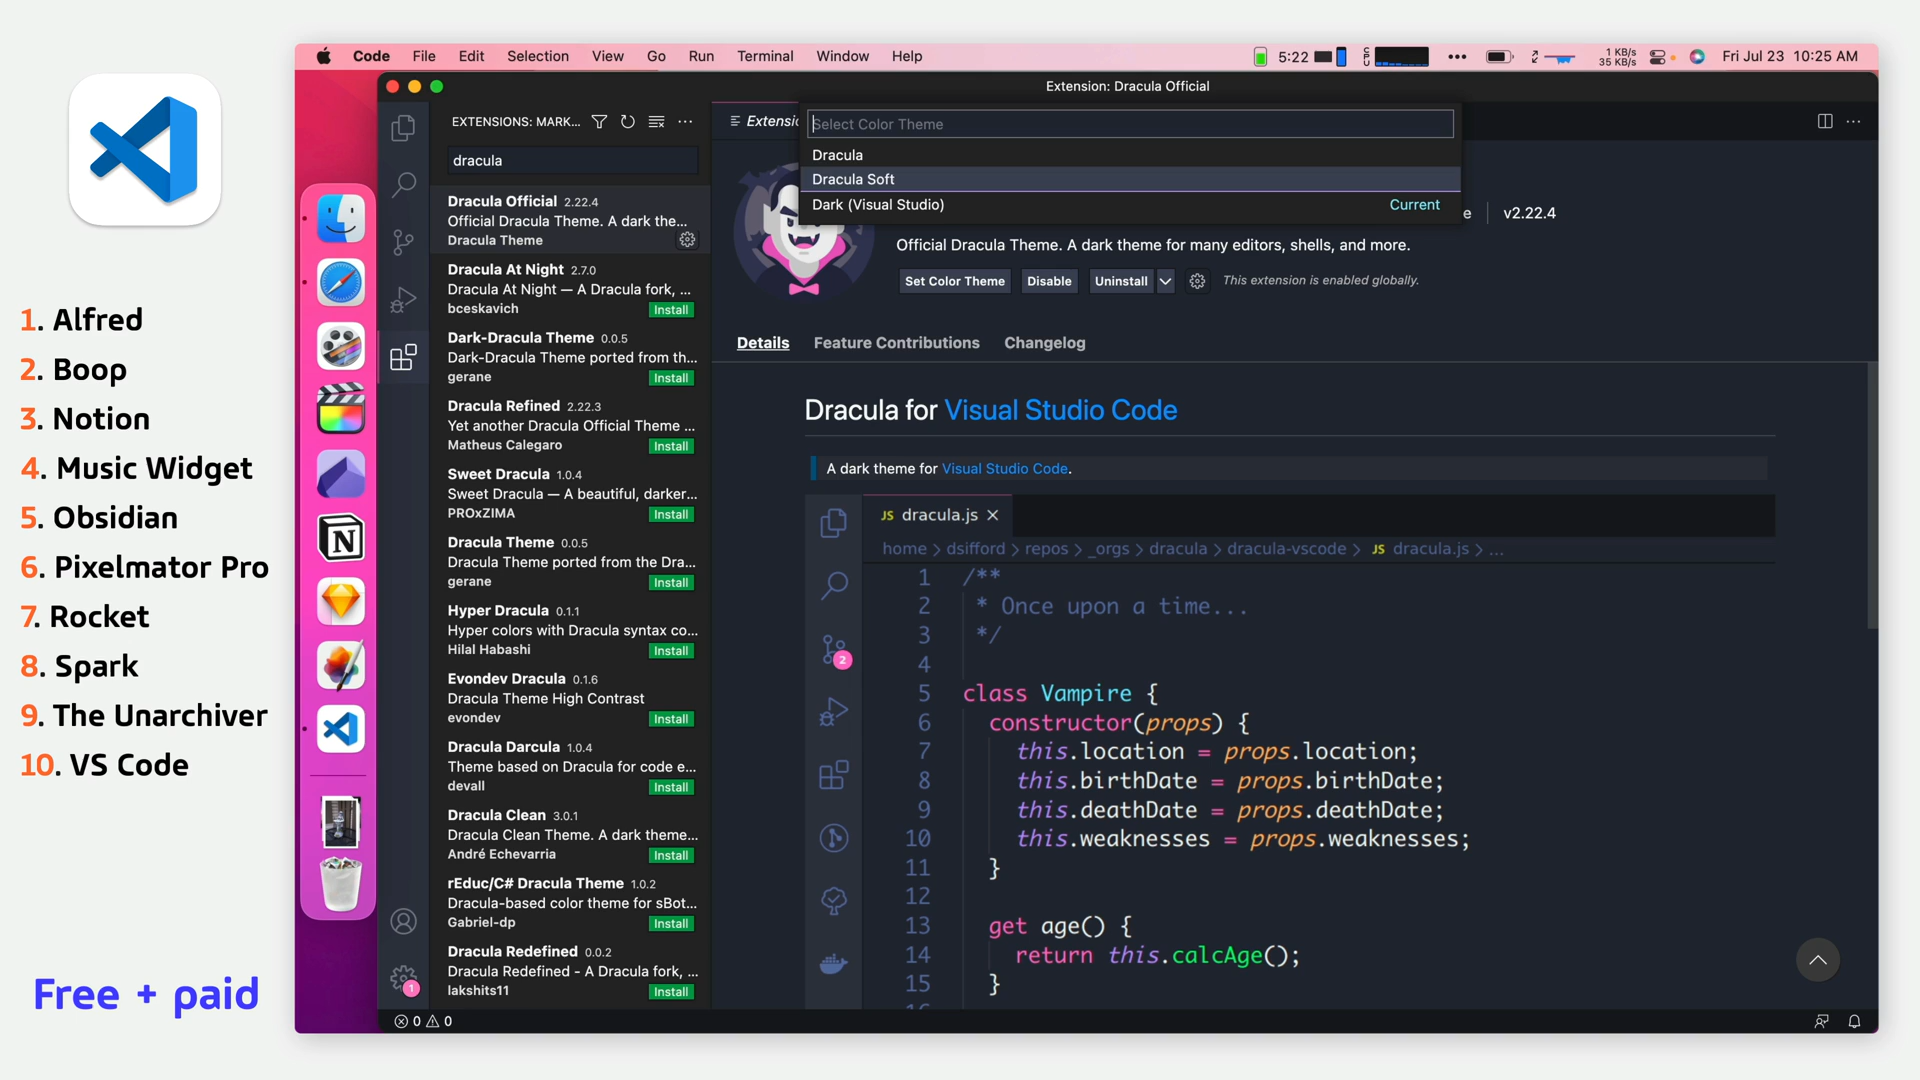 1. Alfred
2. Boop
3. Notion
4. Music Widget
5. Obsidian
6. Pixelmator Pro
7. Rocket
8. Spark
9. The Unarchiver
10. VS Code
Free + paid
Code File Edit Selection View Go Run Terminal Window Help
5:22 CPU ••• 1 KB/s 35 KB/s Fri Jul 23 10:25 AM
Extension: Dracula Official
EXTENSIONS: MARK...
dracula
Dracula Official 2.22.4
Official Dracula Theme. A dark the...
Dracula Theme
Dracula At Night 2.7.0
Dracula At Night — A Dracula fork, ...
bceskavich Install
Dark-Dracula Theme 0.0.5
Dark-Dracula Theme ported from th...
gerane Install
Dracula Refined 2.22.3
Yet another Dracula Official Theme ...
Matheus Calegaro Install
Sweet Dracula 1.0.4
Sweet Dracula — A beautiful, darker...
PROxZIMA Install
Dracula Theme 0.0.5
Dracula Theme ported from the Dra...
gerane Install
Hyper Dracula 0.1.1
Hyper colors with Dracula syntax co...
Hilal Habashi Install
Evondev Dracula 0.1.6
Dracula Theme High Contrast
evondev Install
Dracula Darcula 1.0.4
Theme based on Dracula for code e...
devall Install
Dracula Clean 3.0.1
Dracula Clean Theme. A dark theme...
André Echevarria Install
rEduc/C# Dracula Theme 1.0.2
Dracula-based color theme for sBot...
Gabriel-dp Install
Dracula Redefined 0.0.2
Dracula Redefined - A Dracula fork, ...
lakshits11 Install
1
0 0
Extensio
Select Color Theme
Dracula
Dracula Soft
Dark (Visual Studio) Current
e v2.22.4
Official Dracula Theme. A dark theme for many editors, shells, and more.
Set Color Theme Disable Uninstall This extension is enabled globally.
Details Feature Contributions Changelog
Dracula for Visual Studio Code
A dark theme for Visual Studio Code.
JS dracula.js
home > dsifford > repos > _orgs > dracula > dracula-vscode > JS dracula.js > ...
2
1 /**
2 * Once upon a time...
3 */
4
5 class Vampire {
6 constructor(props) {
7 this.location = props.location;
8 this.birthDate = props.birthDate;
9 this.deathDate = props.deathDate;
10 this.weaknesses = props.weaknesses;
11 }
12
13 get age() {
14 return this.calcAge();
15 }